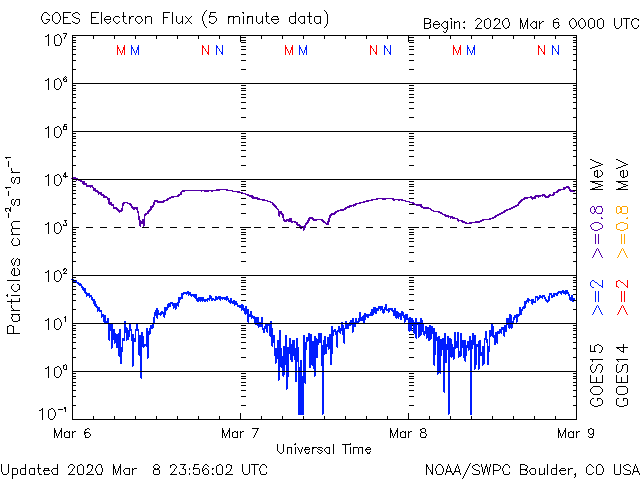 GOES Electron Flux (5 minute data)
Begin: 2020 Mar 6 0000 UTC
10⁷
M M N N M M N N M M N N
10⁶
10⁵
10⁴
10³
10²
10¹
10⁰
10⁻¹
Particles cm⁻²s⁻¹sr⁻¹
Mar 6 Mar 7 Mar 8 Mar 9
Universal Time
GOES15 >=2 >=0.8 MeV
GOES14 >=2 >=0.8 MeV
Updated 2020 Mar 8 23:56:02 UTC
NOAA/SWPC Boulder, CO USA